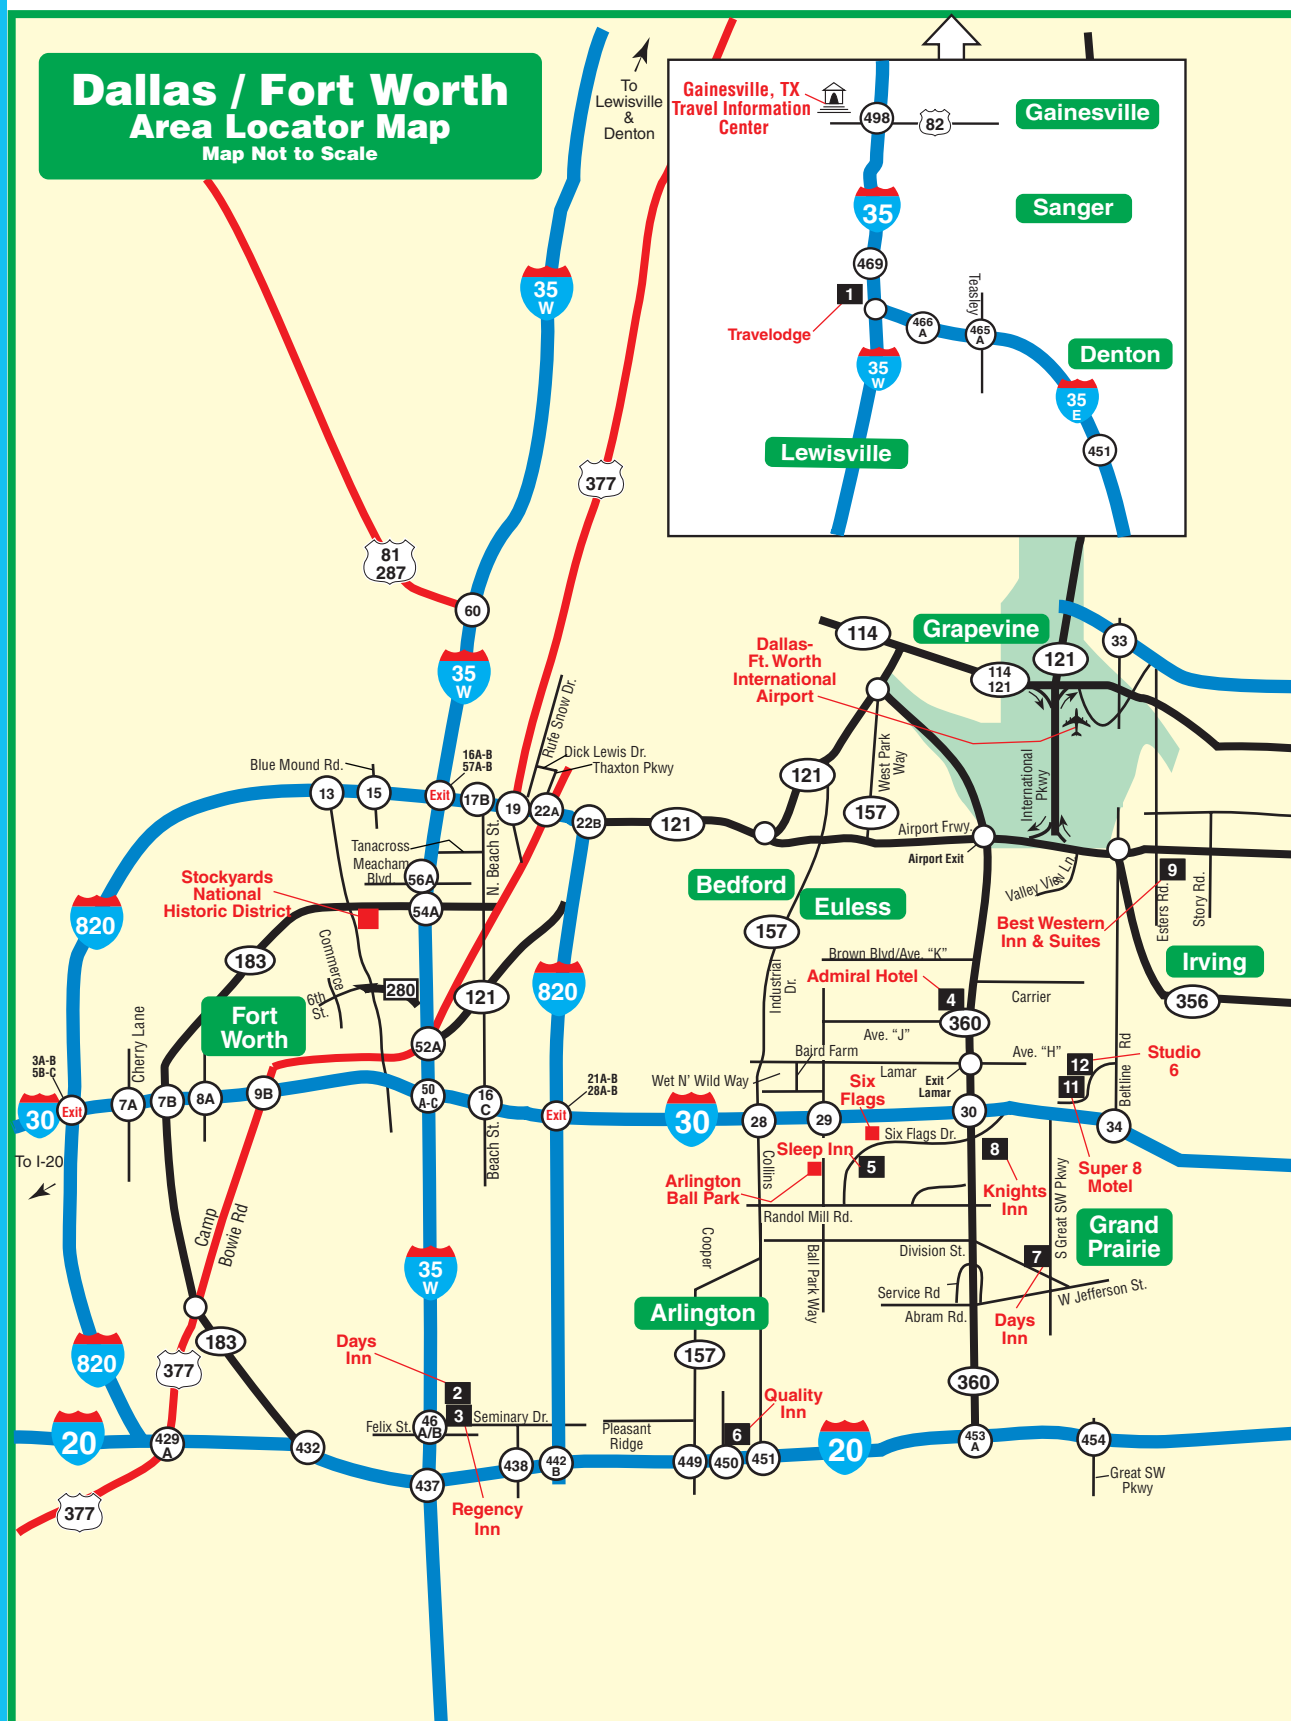 Dallas / Fort Worth
Area Locator Map
Map Not to Scale
To
Lewisville
&
Denton
Gainesville, TX
Travel Information
Center
498
82
Gainesville
35
Sanger
469
1
Travelodge
466
A
Teasley
465
A
Denton
35
W
35
E
Lewisville
451
35
W
377
81
287
60
35
W
114
Grapevine
33
Dallas-
Ft. Worth
International
Airport
114
121
121
Rufe Snow Dr.
Dick Lewis Dr.
Thaxton Pkwy
16A-B
57A-B
Blue Mound Rd.
13
15
Exit
17B
19
22A
22B
121
121
West Park
Way
157
International
Pkwy
Airport Frwy.
Airport Exit
Valley View Ln.
Tanacross
Meacham
Blvd.
56A
N. Beach St.
54A
Stockyards
National
Historic District
820
183
Commerce
6th
St.
280
121
820
Bedford
Euless
157
9
Esters Rd.
Story Rd.
Best Western
Inn & Suites
Irving
356
Brown Blvd/Ave. "K"
Admiral Hotel
4
Carrier
Industrial
Dr.
360
Ave. "J"
Fort
Worth
52A
Cherry Lane
3A-B
5B-C
30
Exit
7A
7B
8A
9B
50
A-C
16
C
21A-B
28A-B
Exit
30
Baird Farm
Lamar
Ave. "H"
Exit
Lamar
Wet N' Wild Way
Six
Flags
12
11
Studio
6
Beltline Rd
28
29
30
34
Six Flags Dr.
Sleep Inn
5
8
Collins
Arlington
Ball Park
Knights
Inn
Super 8
Motel
S Great SW Pkwy
Randol Mill Rd.
Grand
Prairie
To I-20
Beach St.
Camp
Bowie Rd
35
W
Cooper
Ball Park Way
Division St.
7
Service Rd
W Jefferson St.
Abram Rd.
Days
Inn
Arlington
183
820
377
157
360
Days
Inn
2
3
Seminary Dr.
Felix St.
46
A/B
Pleasant
Ridge
Quality
Inn
6
20
429
A
432
437
438
442
B
449
450
451
20
453
A
454
Great SW
Pkwy
377
Regency
Inn